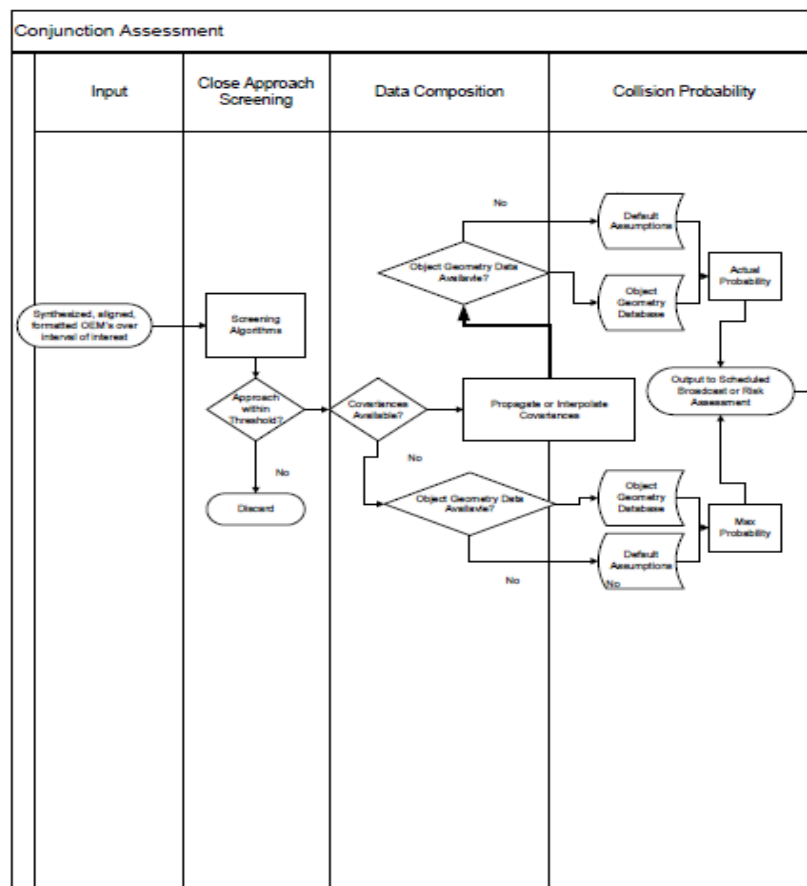 Conjunction Assessment
Input
Close Approach
Screening
Data Composition
Collision Probability
No
Default
Assumptions
Object Geometry Data
Available?
Actual
Probability
Object
Geometry
Database
Synthesized, aligned,
formatted OEM's over
interval of interest
Screening
Algorithms
Approach
within
Threshold?
Covariances
Available?
Propagate or Interpolate
Covariances
Output to Scheduled
Broadcast or Risk
Assessment
No
No
Object Geometry Data
Available?
Object
Geometry
Database
Discard
Max
Probability
Default
Assumptions
No
No